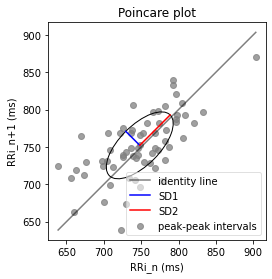 Poincare plot
RRi_n+1 (ms)
900
850
800
750
700
650
identity line
SD1
SD2
peak-peak intervals
650 700 750 800 850 900
RRi_n (ms)